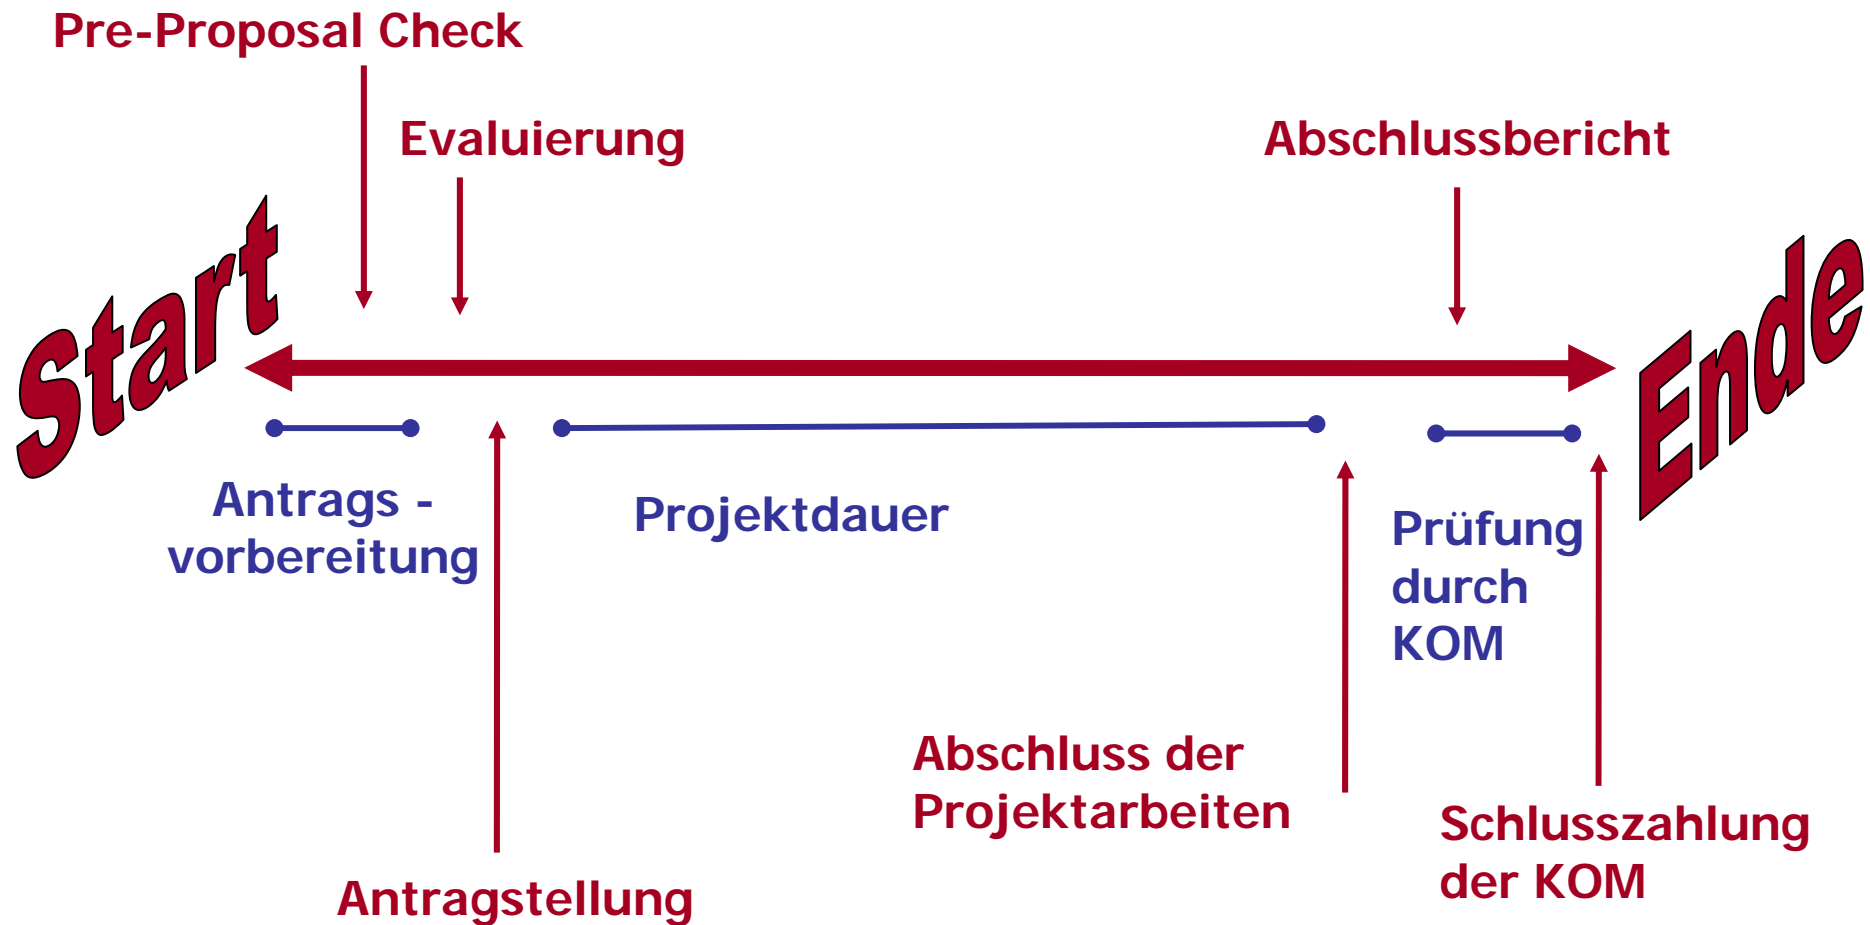 Pre-Proposal Check
Evaluierung
Abschlussbericht
Start
Ende
Antrags -
vorbereitung
Projektdauer
Prüfung
durch
KOM
Abschluss der
Projektarbeiten
Schlusszahlung
der KOM
Antragstellung